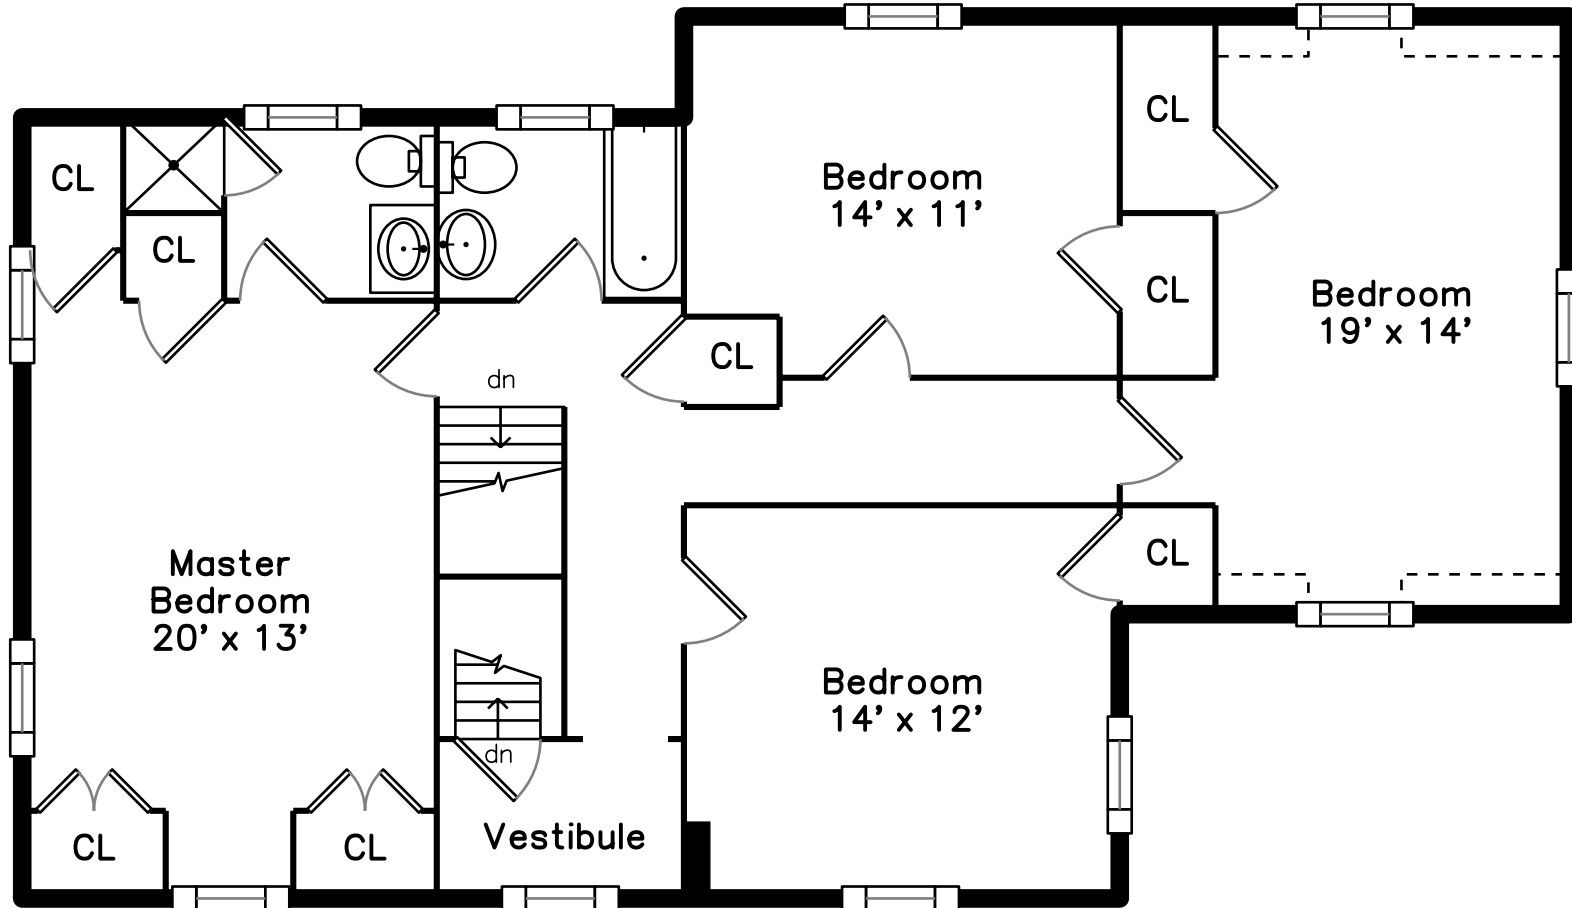 CL
CL
CL
Bedroom
14' x 11'
CL
Bedroom
19' x 14'
CL
dn
CL
Master
Bedroom
20' x 13'
Bedroom
14' x 12'
dn
CL
CL
Vestibule
CL